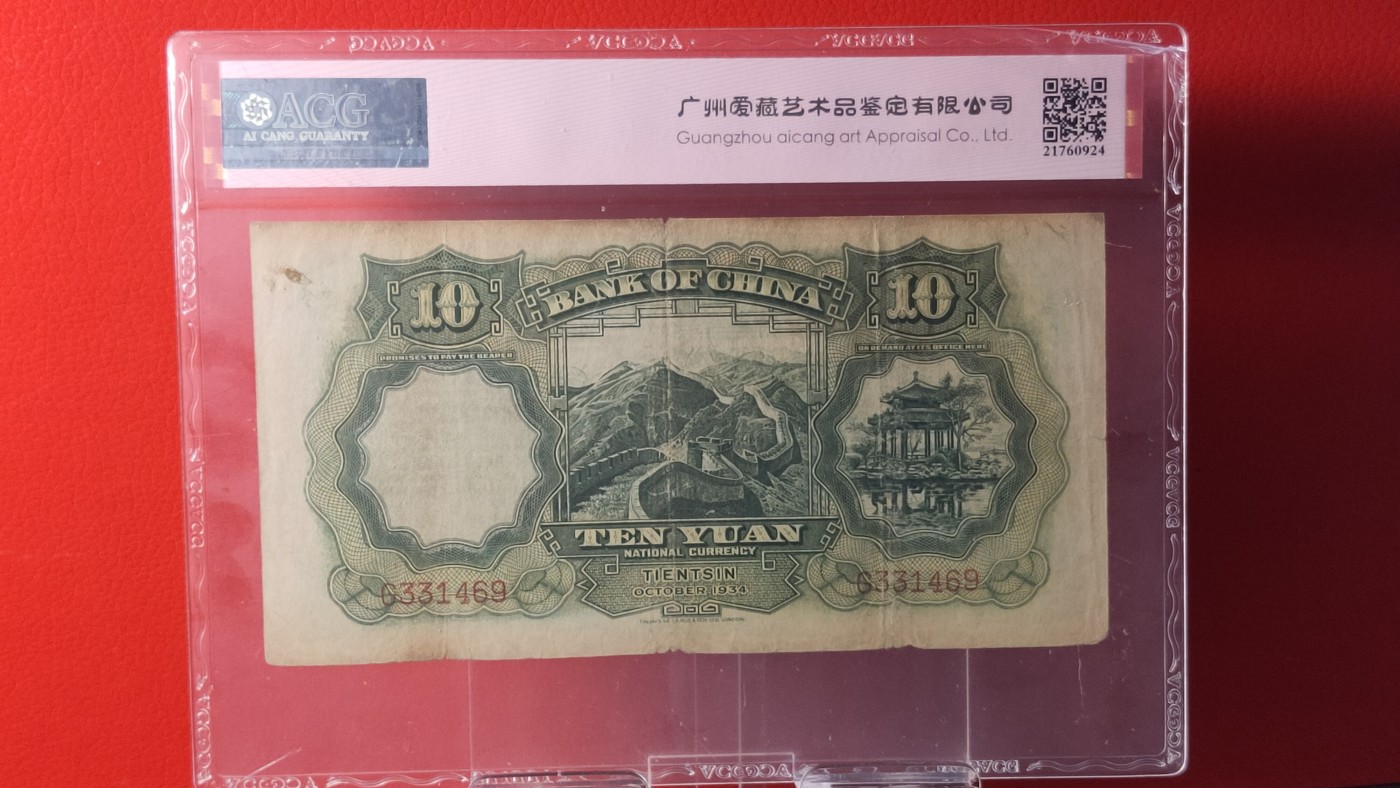 ACG
AI CANG GUARANTY
广州爱藏艺术品鉴定有限公司
Guangzhou aicang art Appraisal Co., Ltd.
21760924
10
BANK OF CHINA
10
PROMISES TO PAY THE BEARER
ON DEMAND AT ITS OFFICE HERE
TEN YUAN
NATIONAL CURRENCY
TIENTSIN
OCTOBER 1934
G331469
G331469